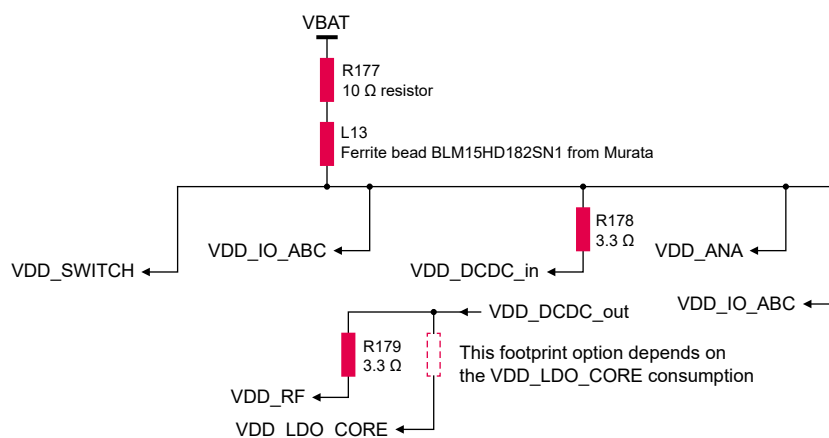 VBAT
R177
10 Ω resistor
L13
Ferrite bead BLM15HD182SN1 from Murata
R178
3.3 Ω
VDD_IO_ABC
VDD_ANA
VDD_SWITCH
VDD_DCDC_in
VDD_IO_ABC
VDD_DCDC_out
R179
3.3 Ω
This footprint option depends on
the VDD_LDO_CORE consumption
VDD_RF
VDD_LDO_CORE